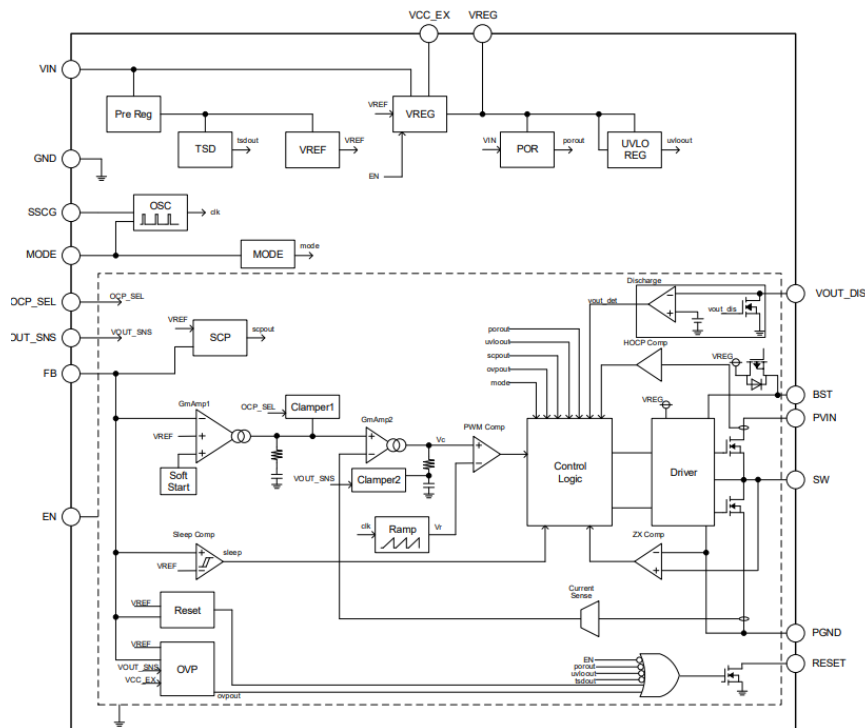 VCC_EX VREG
VIN
VREF
Pre Reg
VREG
TSD
tsdout
VREF
VREF
VIN
POR
porout
UVLO
REG
uvloout
EN
GND
SSCG
OSC
clk
MODE
MODE
mode
OCP_SEL
OCP_SEL
OUT_SNS
VOUT_SNS
VREF
SCP
scpout
FB
Discharge
vout_det
vout_dis
VOUT_DIS
porout
uvloout
scpout
ovpout
mode
HOCP Comp
VREG
BST
PVIN
GmAmp1
OCP_SEL
Clamper1
GmAmp2
Vc
PWM Comp
VREG
VREF
Soft
Start
VOUT_SNS
Clamper2
Control
Logic
Driver
SW
EN
clk
Ramp
Vr
Sleep Comp
sleep
VREF
ZX Comp
Current
Sense
VREF
Reset
PGND
VREF
OVP
VOUT_SNS
VCC_EX
ovpout
EN
porout
uvloout
tsdout
RESET